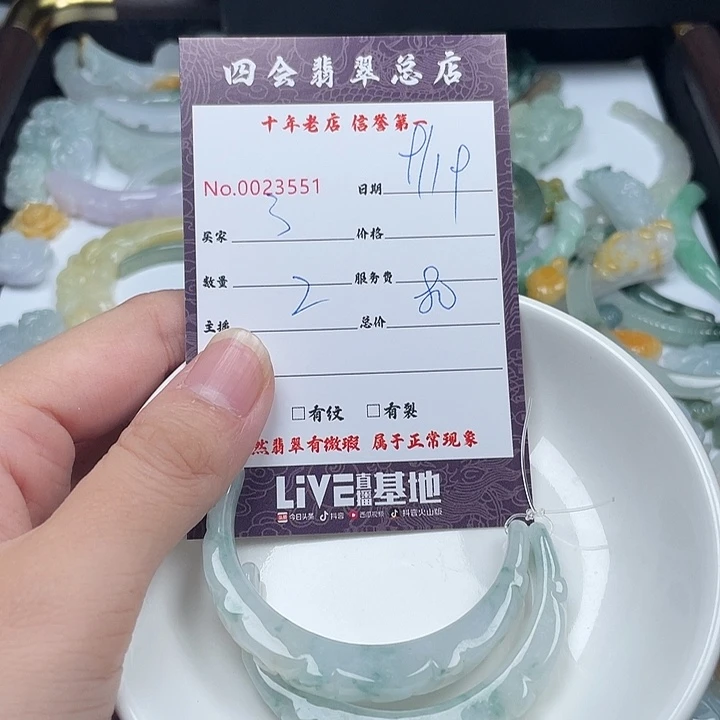 四会翡翠总店
十年老店 信誉第一
No.0023551 日期 9/19
买家 3 价格
数量 2 服务费 80
主播 总价
□有纹 □有裂
然翡翠有微瑕 属于正常现象
LiVE直播基地
今日头条 抖音 西瓜视频 抖音火山版